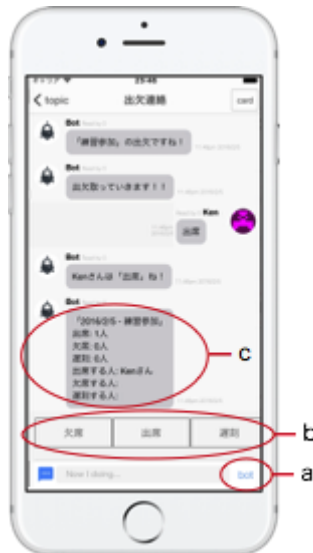 23:45
topic
出欠連絡
card
Bot
「練習参加」の出欠ですね！
Bot
出欠取っていきます！！
Ken
出席
Bot
Kenさんは「出席」ね！
Bot
「2016/2/5 - 練習参加」
出席: 1人
欠席: 0人
遅刻: 0人
出席する人: Kenさん
欠席する人:
遅刻する人:
c
欠席 出席 遅刻
b
Now I doing...
bot
a